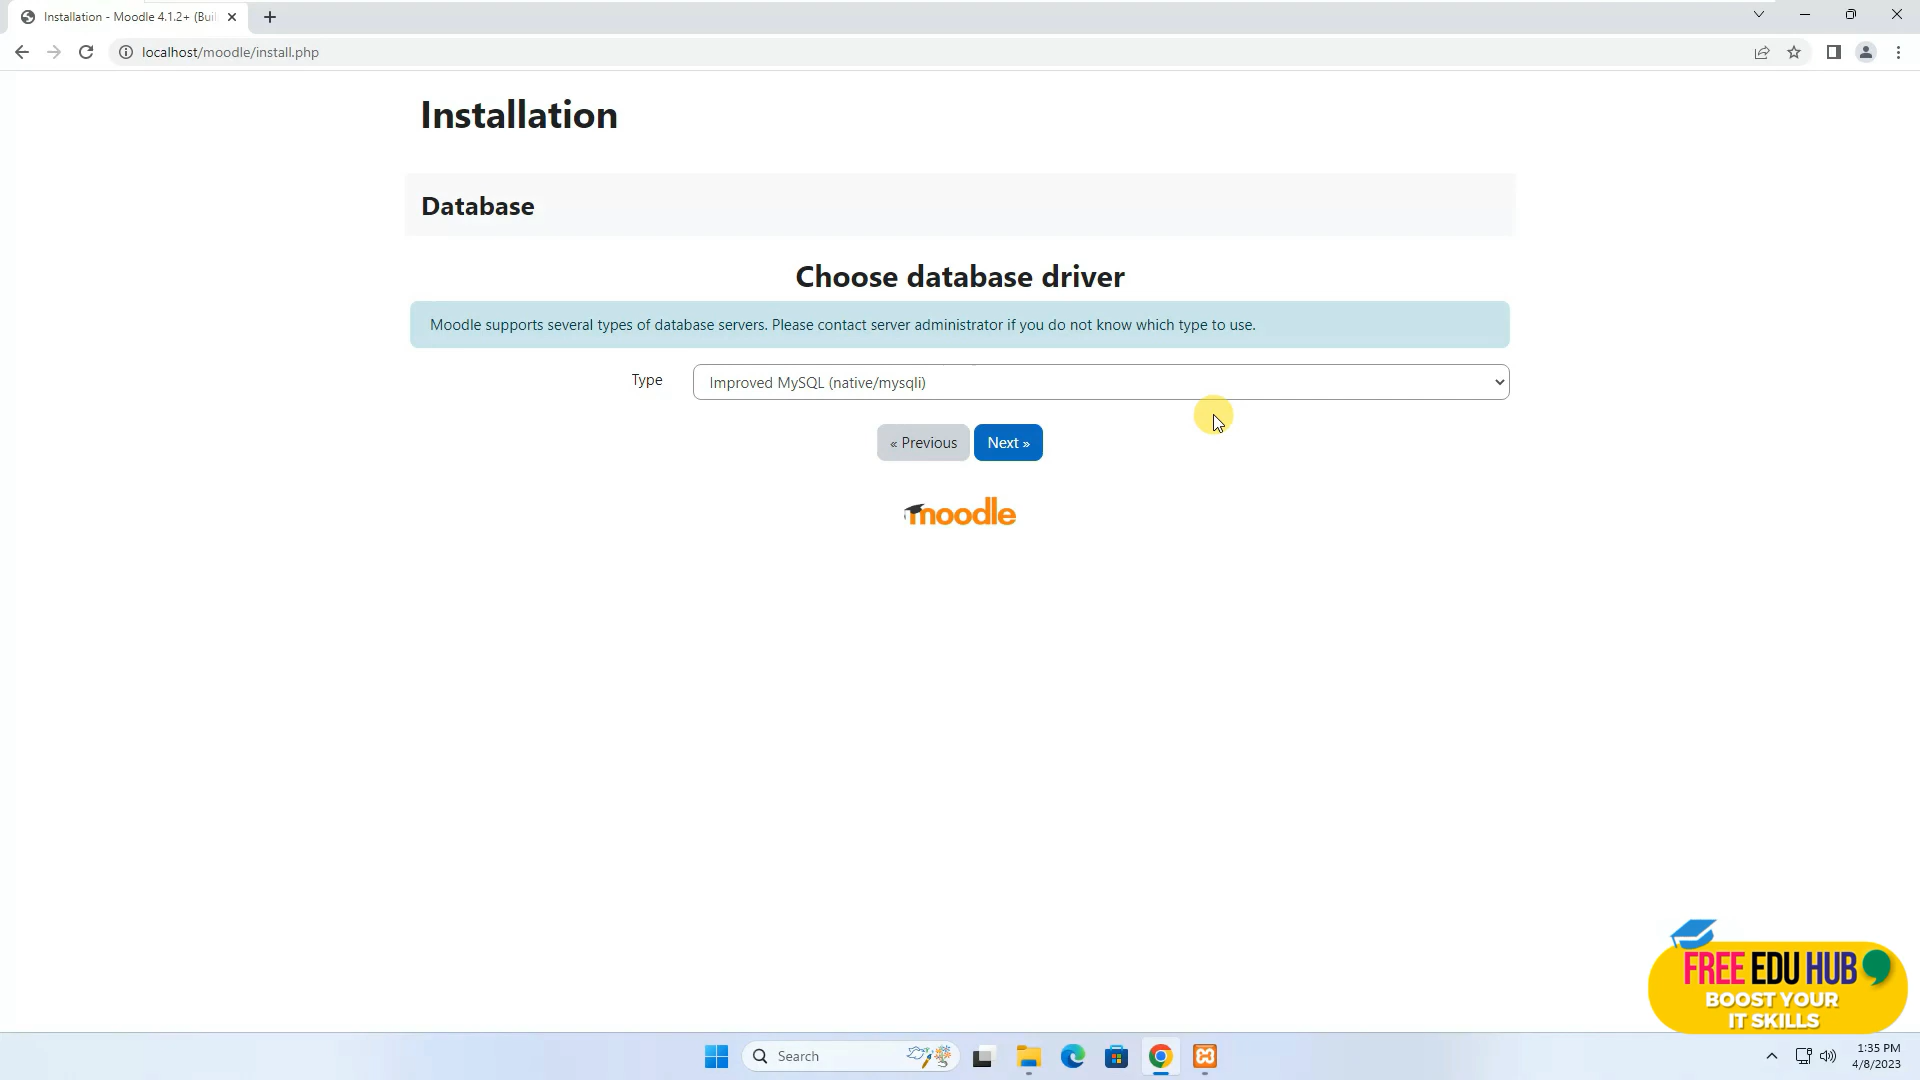 Installation - Moodle 4.1.2+ (Buil
localhost/moodle/install.php
Installation
Database
Choose database driver
Moodle supports several types of database servers. Please contact server administrator if you do not know which type to use.
Type
Improved MySQL (native/mysqli)
« Previous
Next »
moodle
FREE EDU HUB
BOOST YOUR
IT SKILLS
Search
1:35 PM
4/8/2023